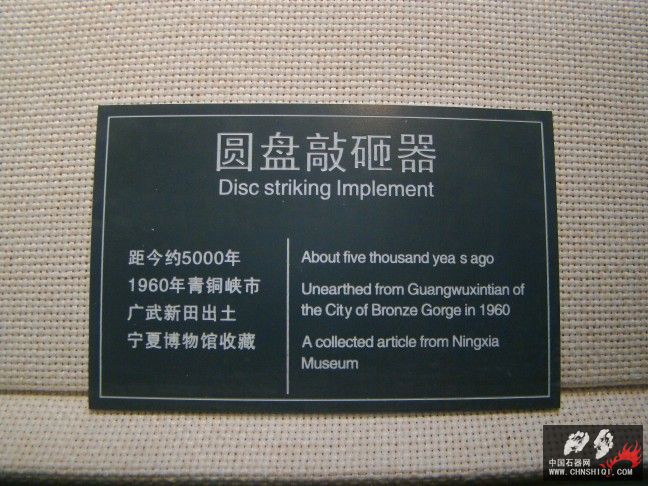 圆盘敲砸器
Disc striking Implement
距今约5000年
1960年青铜峡市
广武新田出土
宁夏博物馆收藏
About five thousand yea s ago
Unearthed from Guangwuxintian of
the City of Bronze Gorge in 1960
A collected article from Ningxia
Museum
中国石器网
WWW.CHNSHIQI.COM